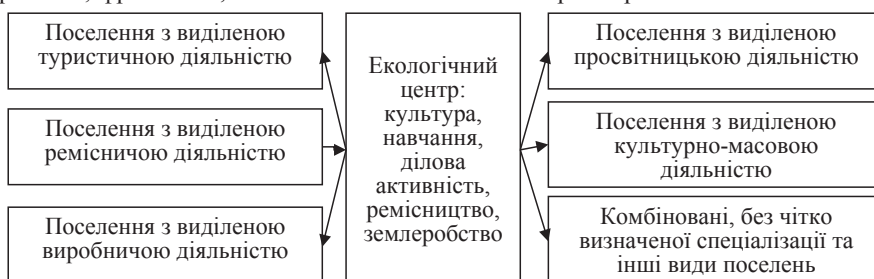 Поселення з виділеною
туристичною діяльністю
Поселення з виділеною
ремісничою діяльністю
Поселення з виділеною
виробничою діяльністю
Екологічний
центр:
культура,
навчання,
ділова
активність,
ремісництво,
землеробство
Поселення з виділеною
просвітницькою діяльністю
Поселення з виділеною
культурно-масовою
діяльністю
Комбіновані, без чітко
визначеної спеціалізації та
інші види поселень